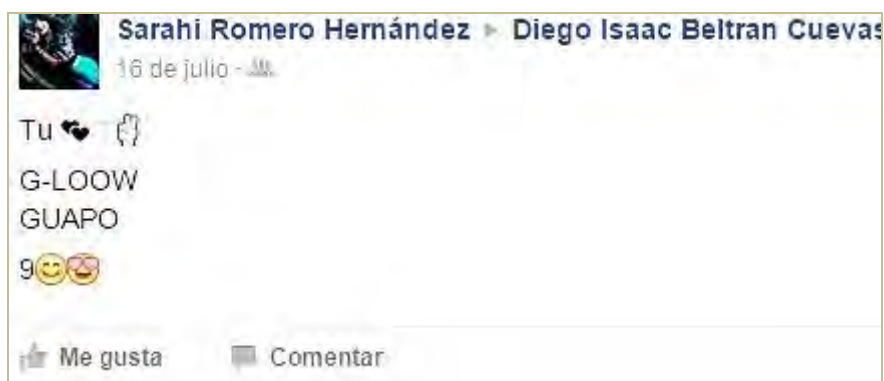 Sarahi Romero Hernández ▸ Diego Isaac Beltran Cuevas
16 de julio ·
Tu 💕
G-LOOW
GUAPO
9😊😍
Me gusta Comentar